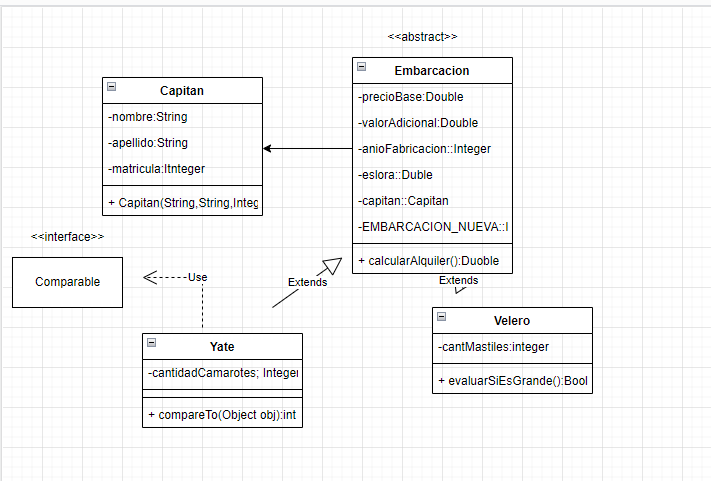 <<abstract>>
Embarcacion
-precioBase:Double
-valorAdicional:Double
-anioFabricacion::Integer
-eslora::Duble
-capitan::Capitan
-EMBARCACION_NUEVA::I
+ calcularAlquiler():Duoble
Capitan
-nombre:String
-apellido:String
-matricula:ItnInteger
+ Capitan(String,String,Integ
<<interface>>
Comparable
Use
Extends
Extends
Yate
-cantidadCamarotes; Integer
+ compareTo(Object obj):int
Velero
-cantMastiles:integer
+ evaluarSiEsGrande():Bool